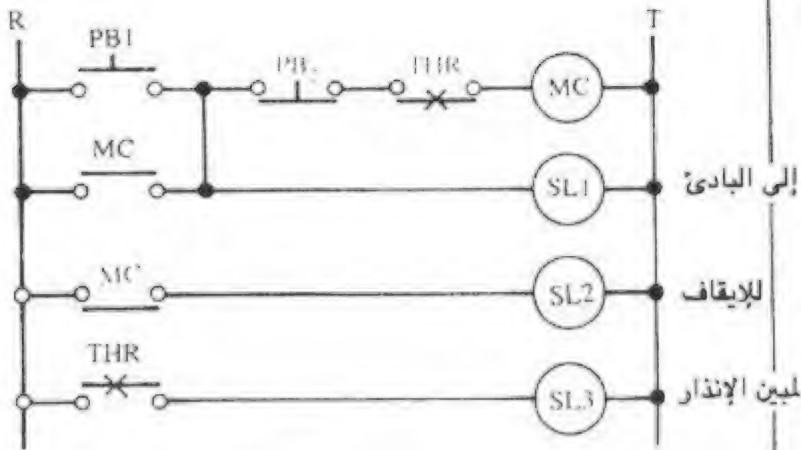 R T
PB1
PB THR MC
MC
SL1 إلى البادئ
MC
SL2 للإيقاف
THR
SL3 لمبين الإنذار